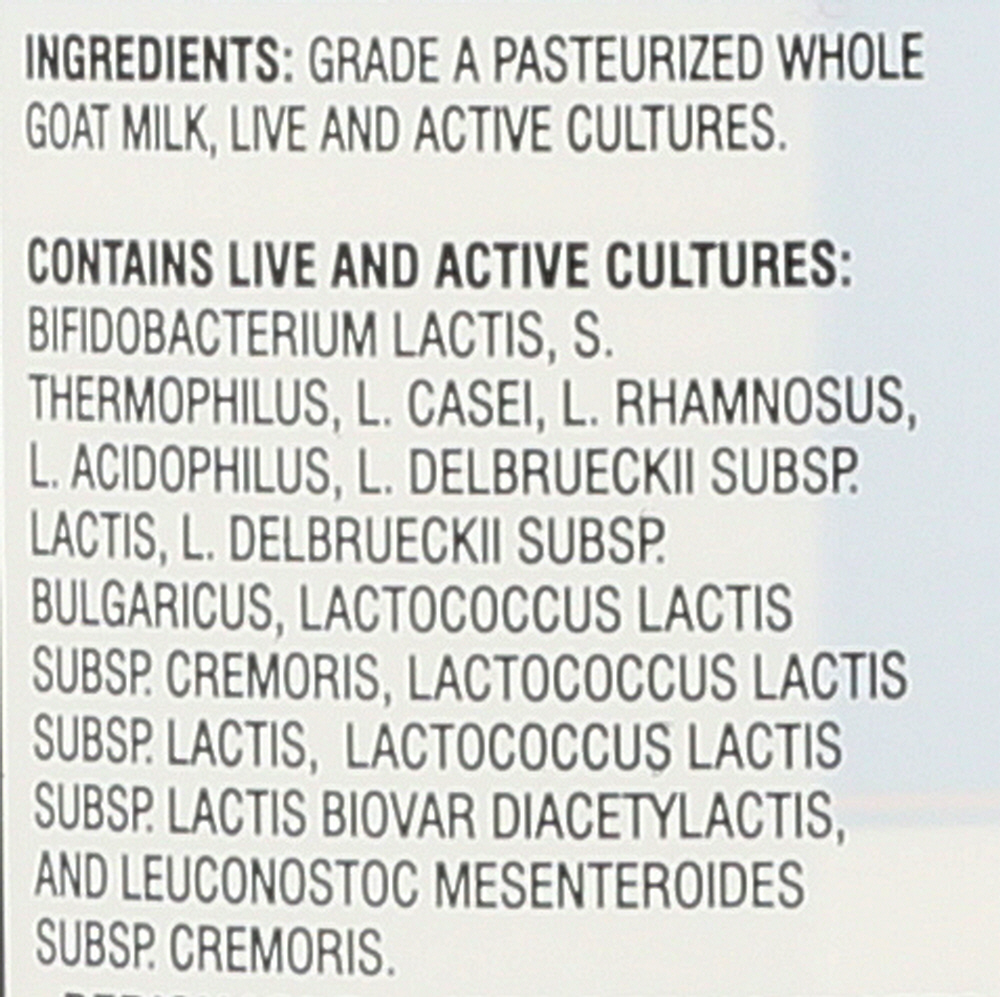 INGREDIENTS: GRADE A PASTEURIZED WHOLE
GOAT MILK, LIVE AND ACTIVE CULTURES.
CONTAINS LIVE AND ACTIVE CULTURES:
BIFIDOBACTERIUM LACTIS, S.
THERMOPHILUS, L. CASEI, L. RHAMNOSUS,
L. ACIDOPHILUS, L. DELBRUECKII SUBSP.
LACTIS, L. DELBRUECKII SUBSP.
BULGARICUS, LACTOCOCCUS LACTIS
SUBSP. CREMORIS, LACTOCOCCUS LACTIS
SUBSP. LACTIS, LACTOCOCCUS LACTIS
SUBSP. LACTIS BIOVAR DIACETYLACTIS,
AND LEUCONOSTOC MESENTEROIDES
SUBSP. CREMORIS.